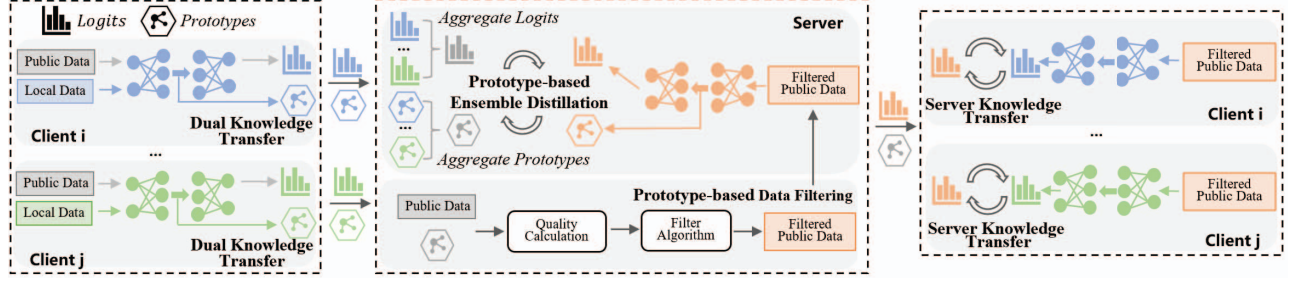 Logits
Prototypes
Public Data
Local Data
Client i
Dual Knowledge
Transfer
...
Public Data
Local Data
Client j
Dual Knowledge
Transfer
Server
Aggregate Logits
...
Prototype-based
Ensemble Distillation
...
Aggregate Prototypes
Filtered
Public Data
Prototype-based Data Filtering
Public Data
Quality
Calculation
Filter
Algorithm
Filtered
Public Data
Filtered
Public Data
Server Knowledge
Transfer
Client i
...
Filtered
Public Data
Server Knowledge
Transfer
Client j